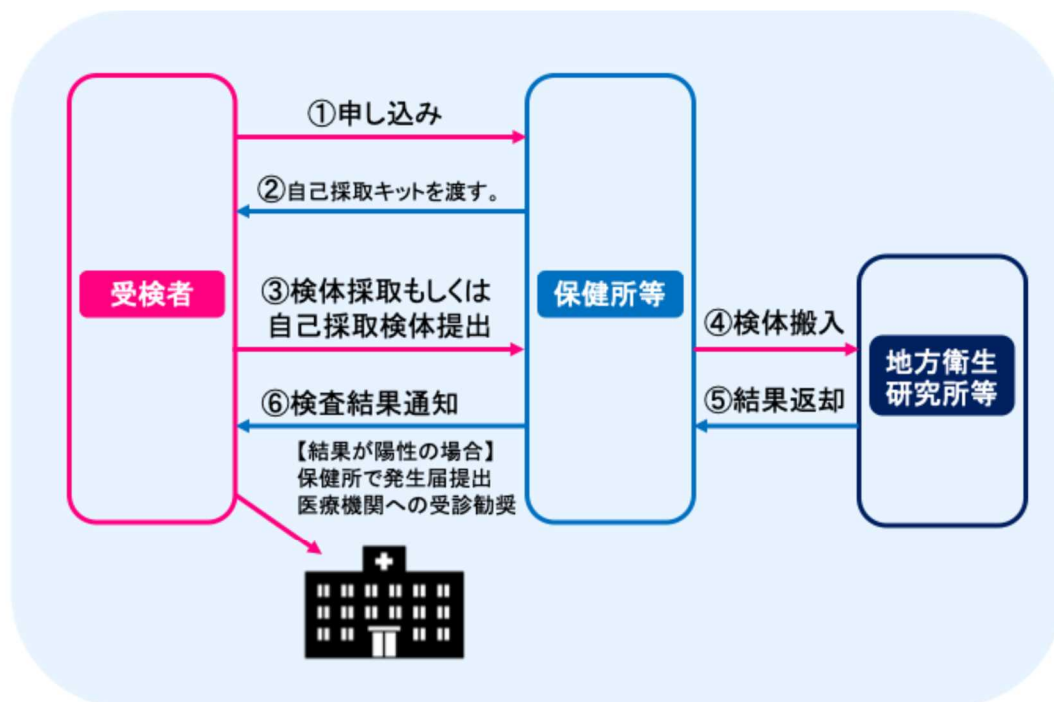 ①申し込み
②自己採取キットを渡す。
受検者
③検体採取もしくは
自己採取検体提出
保健所等
④検体搬入
地方衛生
研究所等
⑤結果返却
⑥検査結果通知
【結果が陽性の場合】
保健所で発生届提出
医療機関への受診勧奨